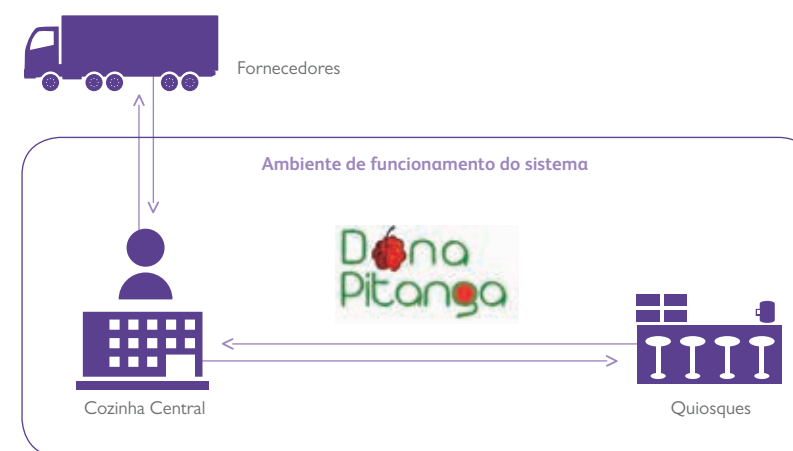 Fornecedores
Ambiente de funcionamento do sistema
Dona
Pitanga
Cozinha Central
Quiosques